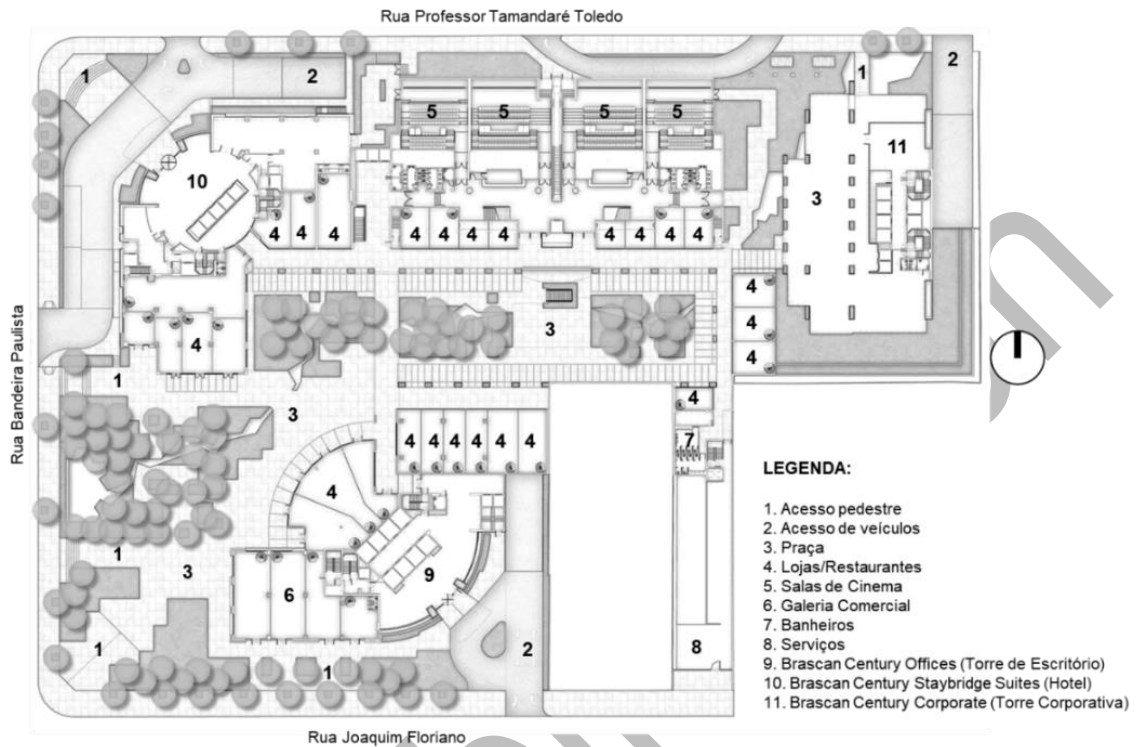 Rua Professor Tamandaré Toledo
1 2 1 2
5 5 5 5
11
10 3
4 4 4 4 4 4 4 4 4 4 4
4
3 4
4 4
Rua Bandeira Paulista
1
3 4
4 4 4 4 4 4 7
4
1
3 6 9
1 1 2 8
Rua Joaquim Floriano
LEGENDA:
1. Acesso pedestre
2. Acesso de veículos
3. Praça
4. Lojas/Restaurantes
5. Salas de Cinema
6. Galeria Comercial
7. Banheiros
8. Serviços
9. Brascan Century Offices (Torre de Escritório)
10. Brascan Century Staybridge Suites (Hotel)
11. Brascan Century Corporate (Torre Corporativa)